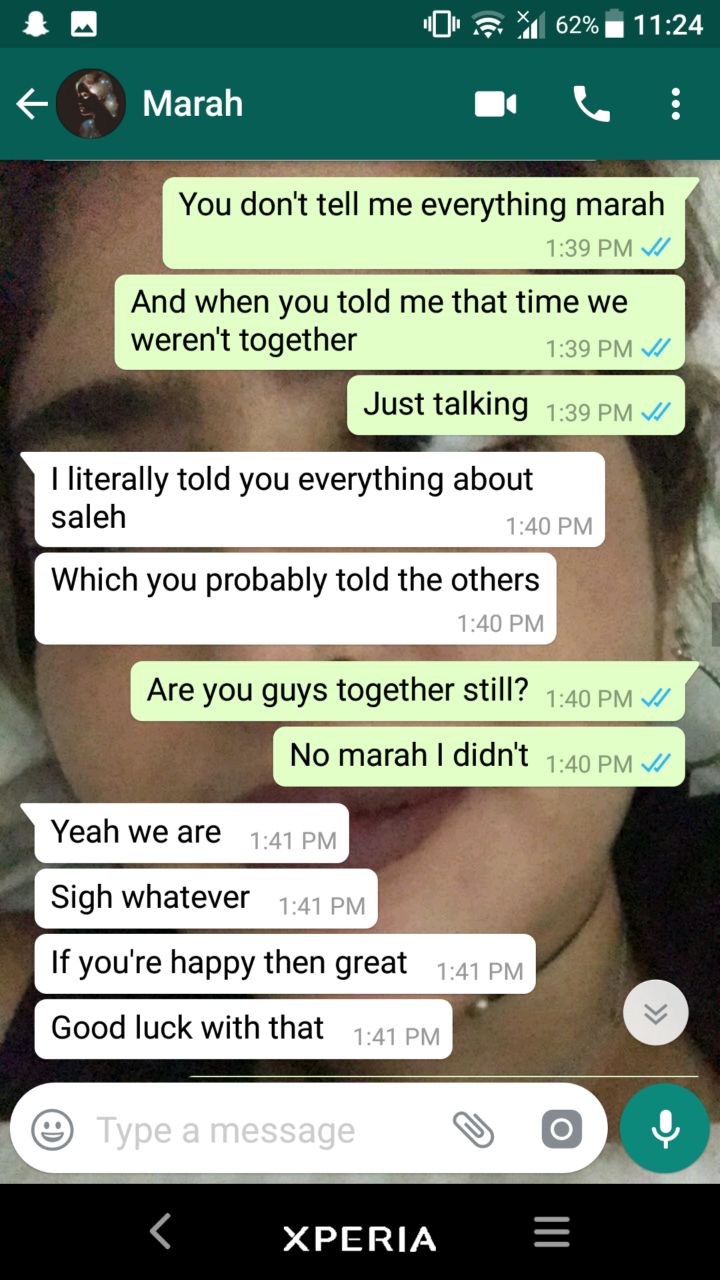 62% 11:24
Marah
You don't tell me everything marah
1:39 PM
And when you told me that time we
weren't together 1:39 PM
Just talking 1:39 PM
I literally told you everything about
saleh 1:40 PM
Which you probably told the others
1:40 PM
Are you guys together still? 1:40 PM
No marah I didn't 1:40 PM
Yeah we are 1:41 PM
Sigh whatever 1:41 PM
If you're happy then great 1:41 PM
Good luck with that 1:41 PM
Type a message
XPERIA